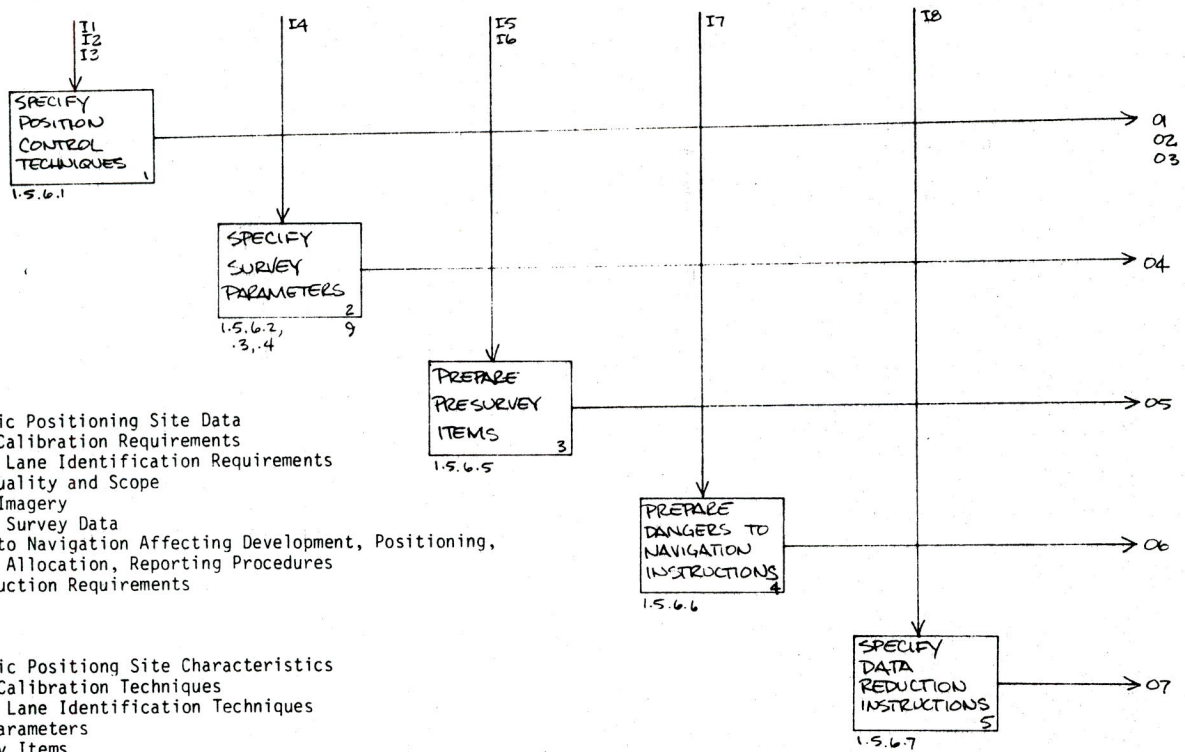 I1
I2
I3
I4
I5
I6
I7
I8
SPECIFY
POSITION
CONTROL
TECHNIQUES
1
1.5.6.1
O1
O2
O3
SPECIFY
SURVEY
PARAMETERS
2
1.5.6.2,
.3,.4
9
O4
PREPARE
PRESURVEY
ITEMS
3
1.5.6.5
O5
PREPARE
DANGERS TO
NAVIGATION
INSTRUCTIONS
4
1.5.6.6
O6
SPECIFY
DATA
REDUCTION
INSTRUCTIONS
5
1.5.6.7
O7
ic Positioning Site Data
Calibration Requirements
Lane Identification Requirements
uality and Scope
Imagery
Survey Data
to Navigation Affecting Development, Positioning,
Allocation, Reporting Procedures
uction Requirements
ic Positiong Site Characteristics
Calibration Techniques
Lane Identification Techniques
arameters
y Items